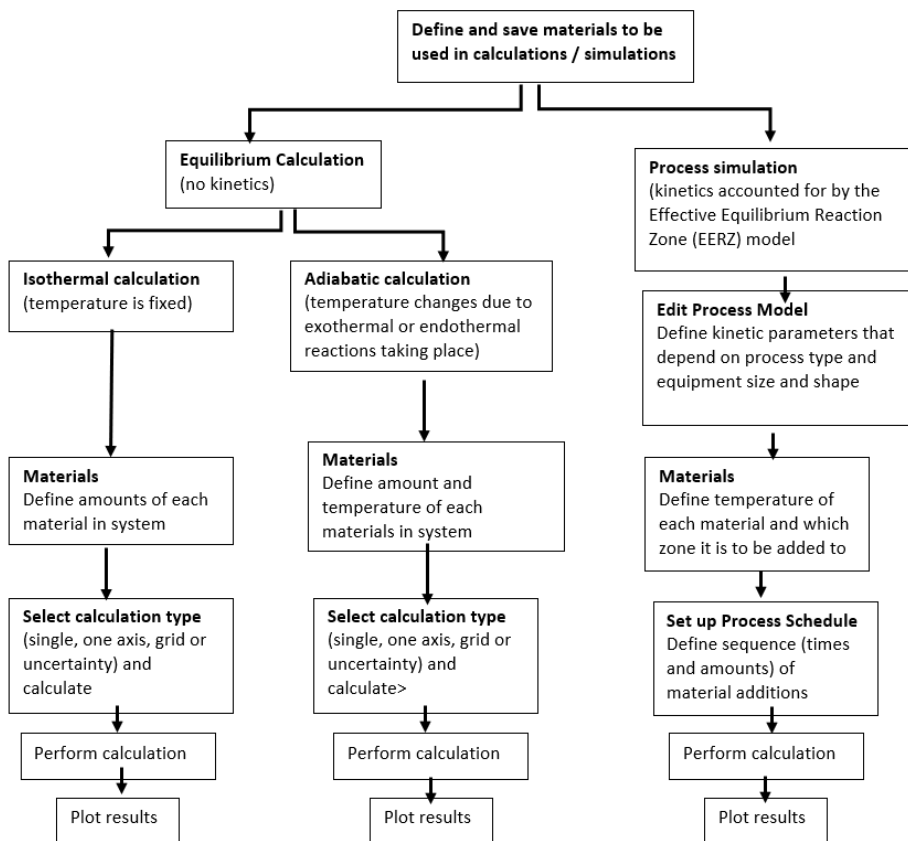 Define and save materials to be
used in calculations / simulations
Equilibrium Calculation
(no kinetics)
Process simulation
(kinetics accounted for by the
Effective Equilibrium Reaction
Zone (EERZ) model
Isothermal calculation
(temperature is fixed)
Adiabatic calculation
(temperature changes due to
exothermal or endothermal
reactions taking place)
Edit Process Model
Define kinetic parameters that
depend on process type and
equipment size and shape
Materials
Define amounts of each
material in system
Materials
Define amount and
temperature of each
materials in system
Materials
Define temperature of
each material and which
zone it is to be added to
Select calculation type
(single, one axis, grid or
uncertainty) and
calculate
Select calculation type
(single, one axis, grid or
uncertainty) and
calculate>
Set up Process Schedule
Define sequence (times
and amounts) of
material additions
Perform calculation
Perform calculation
Perform calculation
Plot results
Plot results
Plot results